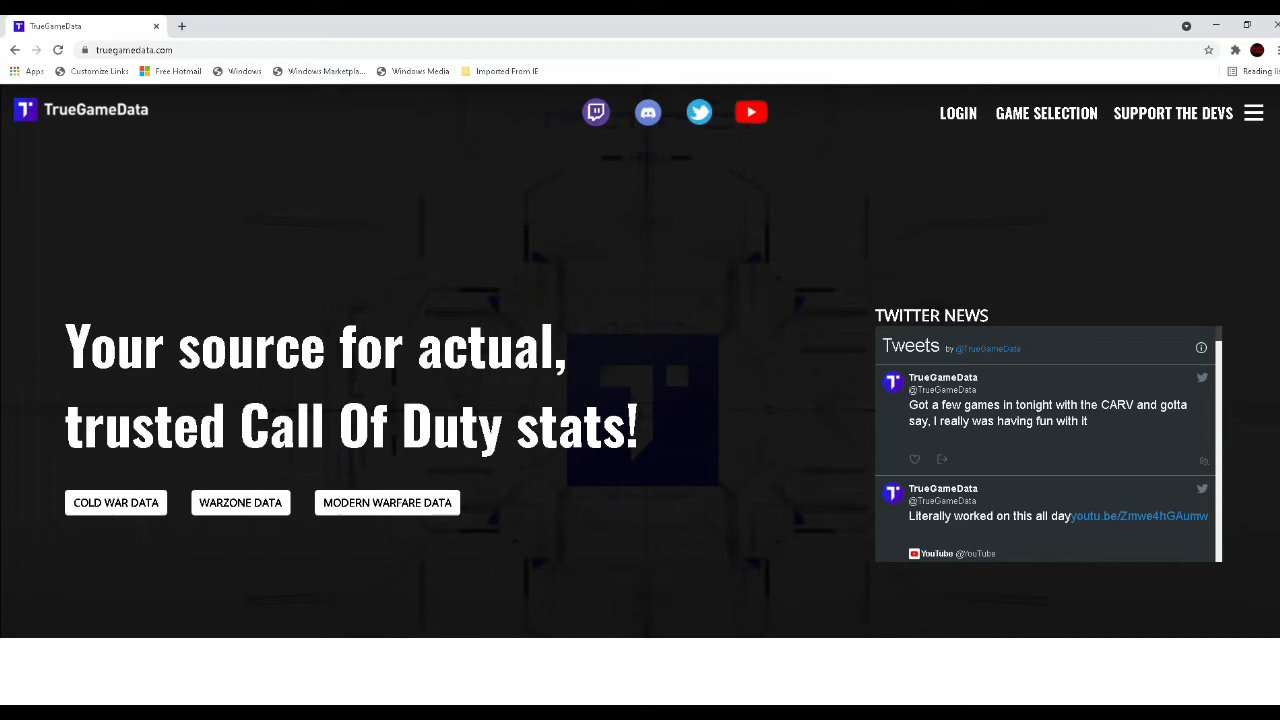 TrueGameData
truegamedata.com
Apps Customize Links Free Hotmail Windows Windows Marketpla... Windows Media Imported From IE Reading lis
TrueGameData LOGIN GAME SELECTION SUPPORT THE DEVS
Your source for actual,
trusted Call Of Duty stats!
COLD WAR DATA WARZONE DATA MODERN WARFARE DATA
TWITTER NEWS
Tweets by @TrueGameData
TrueGameData
@TrueGameData
Got a few games in tonight with the CARV and gotta
say, I really was having fun with it
TrueGameData
@TrueGameData
Literally worked on this all dayyoutu.be/Zmwe4hGAumw
YouTube @YouTube